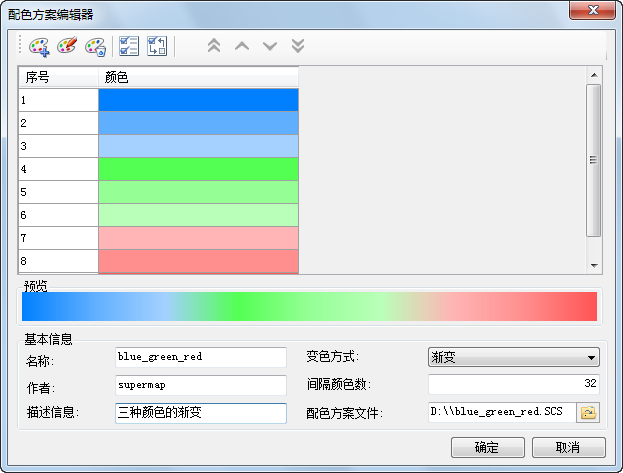 配色方案编辑器
序号 颜色
1
2
3
4
5
6
7
8
预览
基本信息
名称: blue_green_red 变色方式: 渐变
作者: supermap 间隔颜色数: 32
描述信息: 三种颜色的渐变 配色方案文件: D:\\blue_green_red.SCS
确定 取消